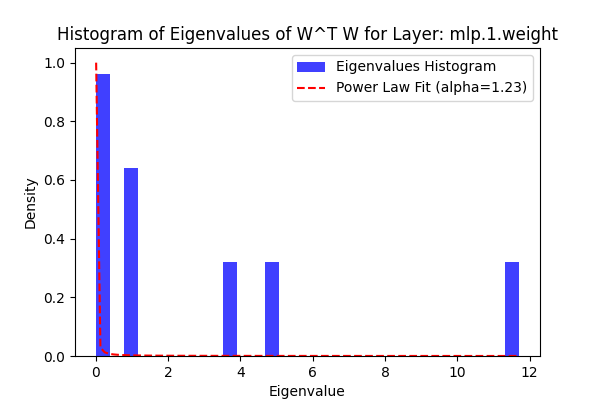 Histogram of Eigenvalues of W^T W for Layer: mlp.1.weight
Eigenvalues Histogram
Power Law Fit (alpha=1.23)
Density
1.0
0.8
0.6
0.4
0.2
0.0
0 2 4 6 8 10 12
Eigenvalue